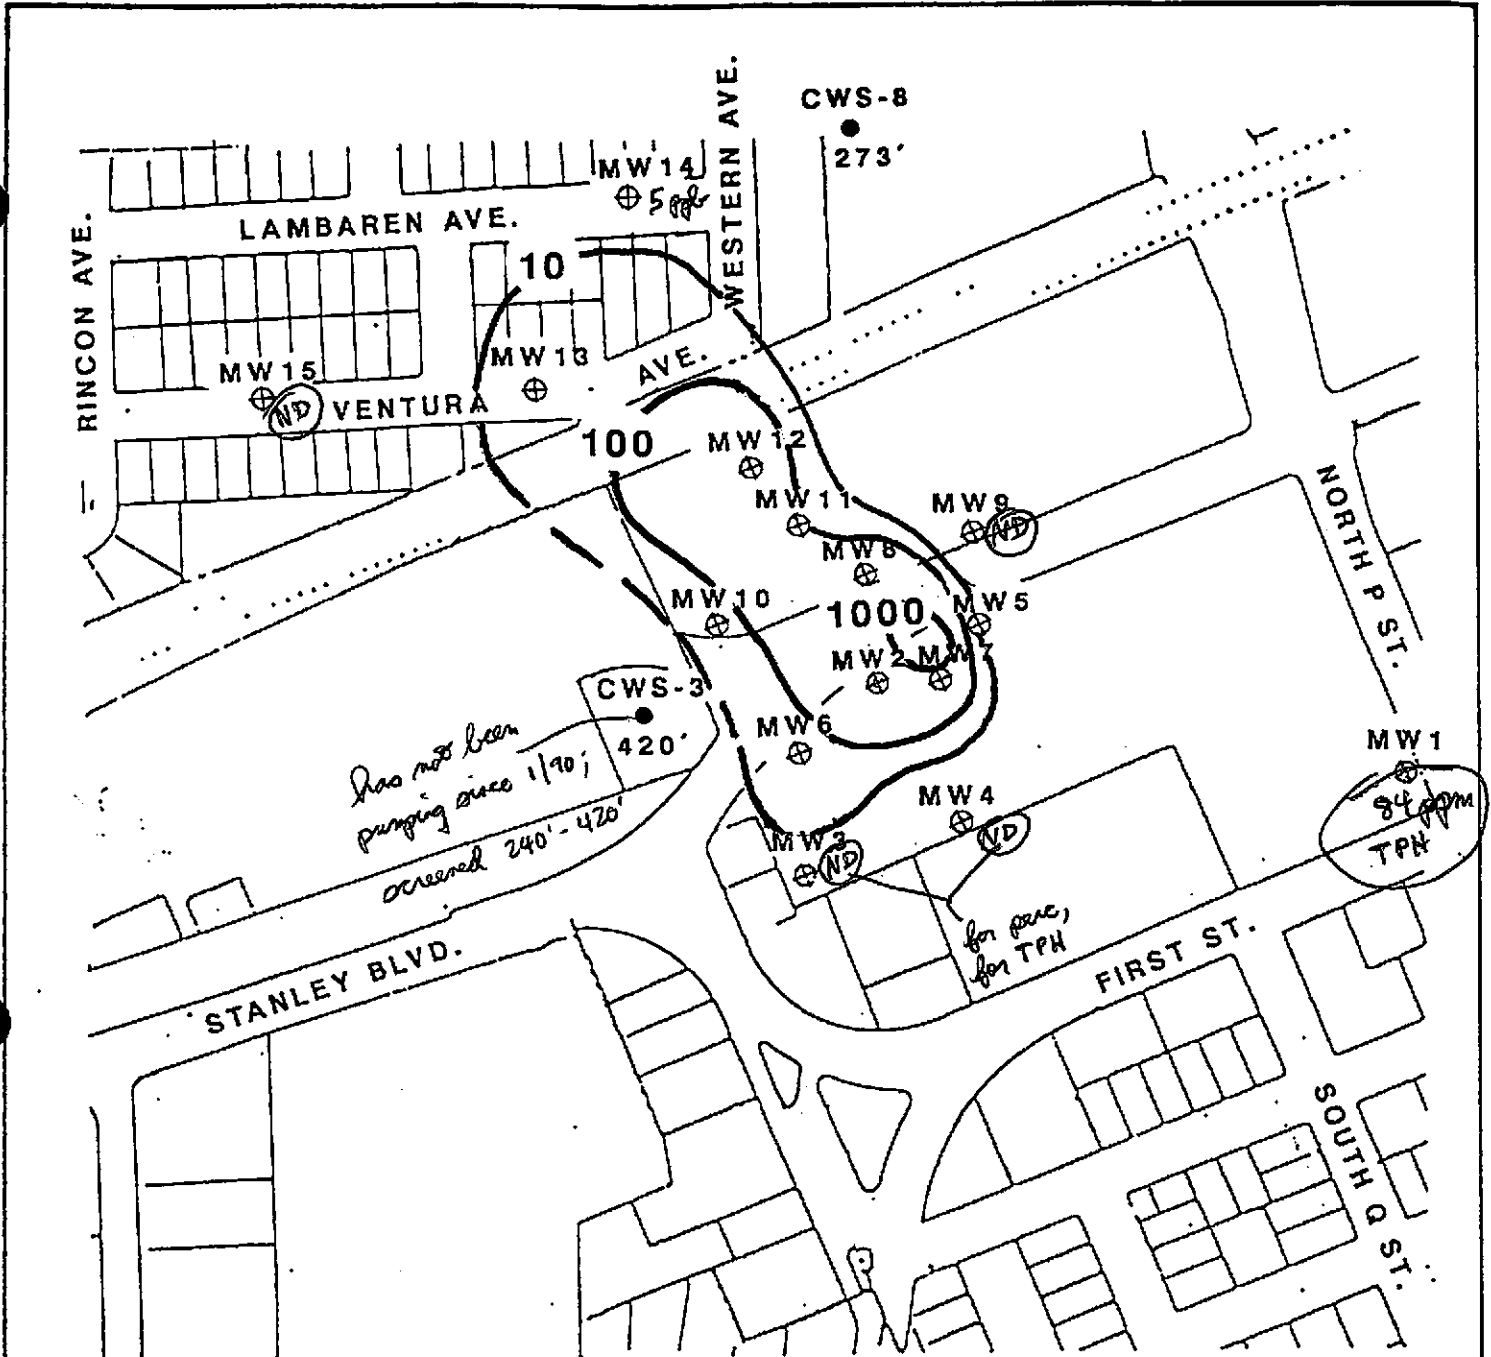 CWS-8
273'
WESTERN AVE.
MW14
5 ppb
LAMBAREN AVE.
RINCON AVE.
10
MW13
AVE.
MW15
ND
VENTURA
100
MW12
MW11
MW9
ND
MW8
NORTH P ST.
MW10
1000
MW5
MW2
MW7
CWS-3
420'
MW6
has not been
pumping since 1/90;
screened 240'-420'
MW1
84 ppm
TPH
MW4
ND
MW3
ND
for perc,
for TPH
FIRST ST.
STANLEY BLVD.
SOUTH Q ST.